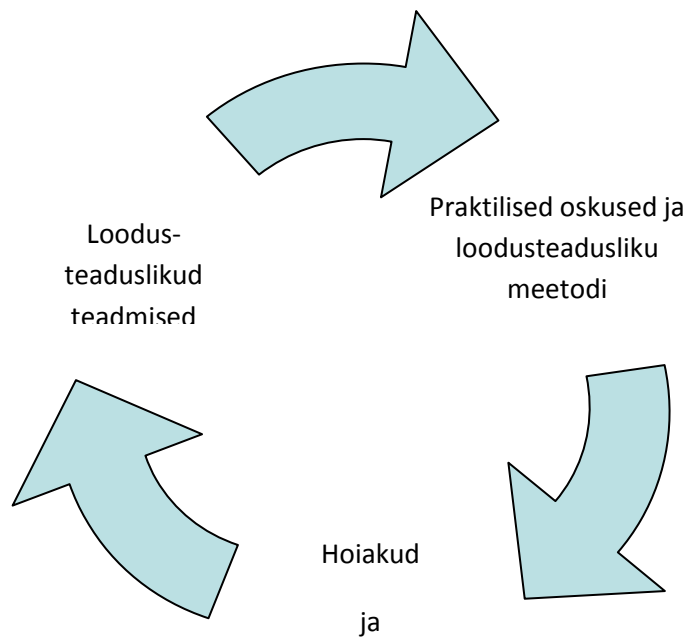 Loodus-
teaduslikud
teadmised
Praktilised oskused ja
loodusteadusliku
meetodi
Hoiakud
ja